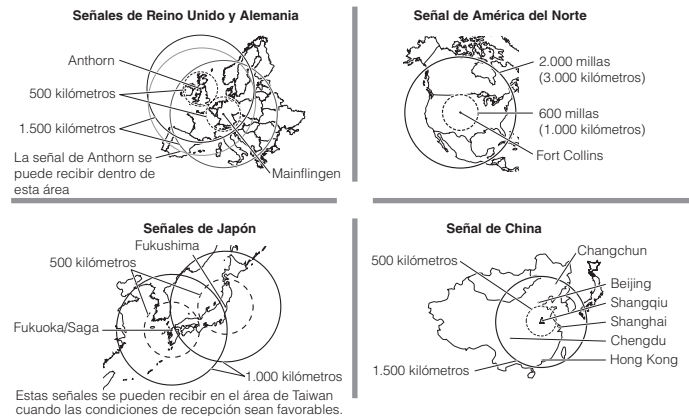 Señales de Reino Unido y Alemania
Anthorn
500 kilómetros
1.500 kilómetros
La señal de Anthorn se
puede recibir dentro de
esta área
Mainflingen
Señal de América del Norte
2.000 millas
(3.000 kilómetros)
600 millas
(1.000 kilómetros)
Fort Collins
Señales de Japón
Fukushima
500 kilómetros
Fukuoka/Saga
1.000 kilómetros
Estas señales se pueden recibir en el área de Taiwan
cuando las condiciones de recepción sean favorables.
Señal de China
500 kilómetros
Changchun
Beijing
Shangqiu
Shanghai
Chengdu
Hong Kong
1.500 kilómetros